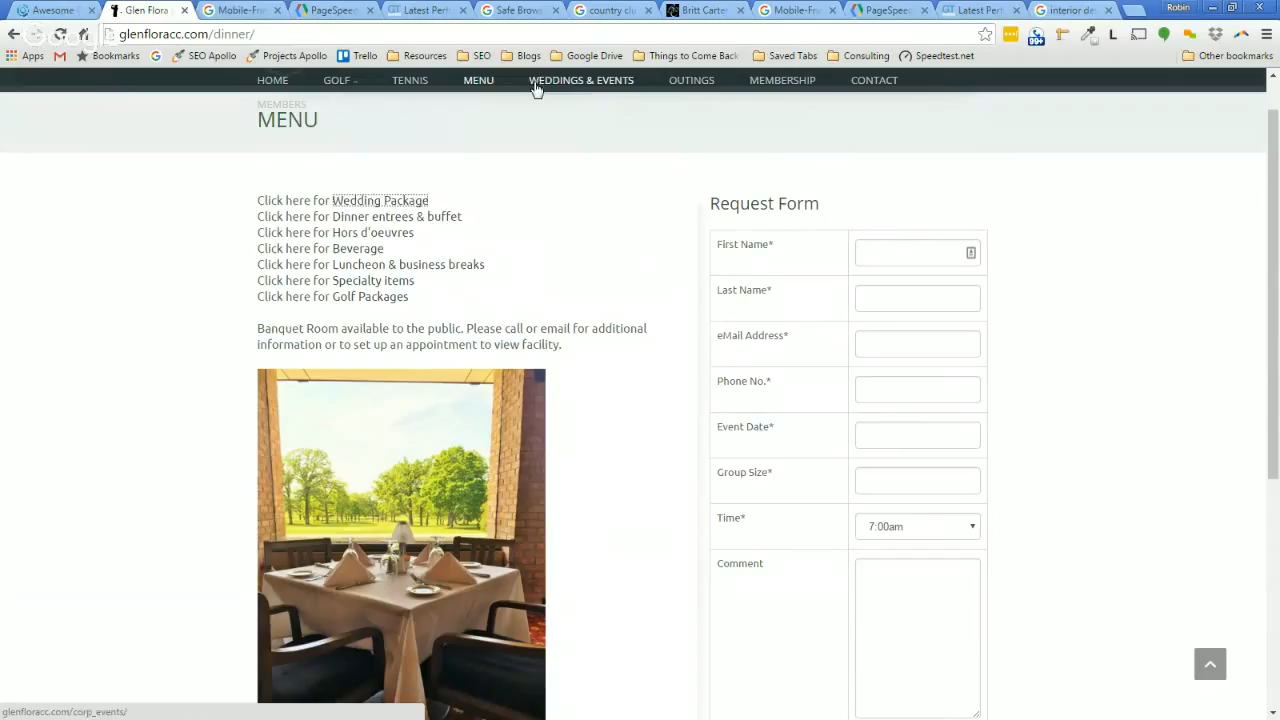 Awesome
Glen Flora
Mobile-Frie
PageSpeed
Latest Perf
Safe Brows
country clu
Britt Carter
Mobile-Frie
PageSpeed
Latest Perf
interior de
Robin
glenfloracc.com/dinner/
Apps
Bookmarks
SEO Apollo
Projects Apollo
Trello
Resources
SEO
Blogs
Google Drive
Things to Come Back
Saved Tabs
Consulting
Speedtest.net
Other bookmarks
99+
HOME GOLF TENNIS MENU WEDDINGS & EVENTS OUTINGS MEMBERSHIP CONTACT
MEMBERS
MENU
Click here for Wedding Package
Click here for Dinner entrees & buffet
Click here for Hors d'oeuvres
Click here for Beverage
Click here for Luncheon & business breaks
Click here for Specialty items
Click here for Golf Packages
Banquet Room available to the public. Please call or email for additional
information or to set up an appointment to view facility.
Request Form
First Name*
Last Name*
eMail Address*
Phone No.*
Event Date*
Group Size*
Time*
7:00am
Comment
glenfloracc.com/corp_events/